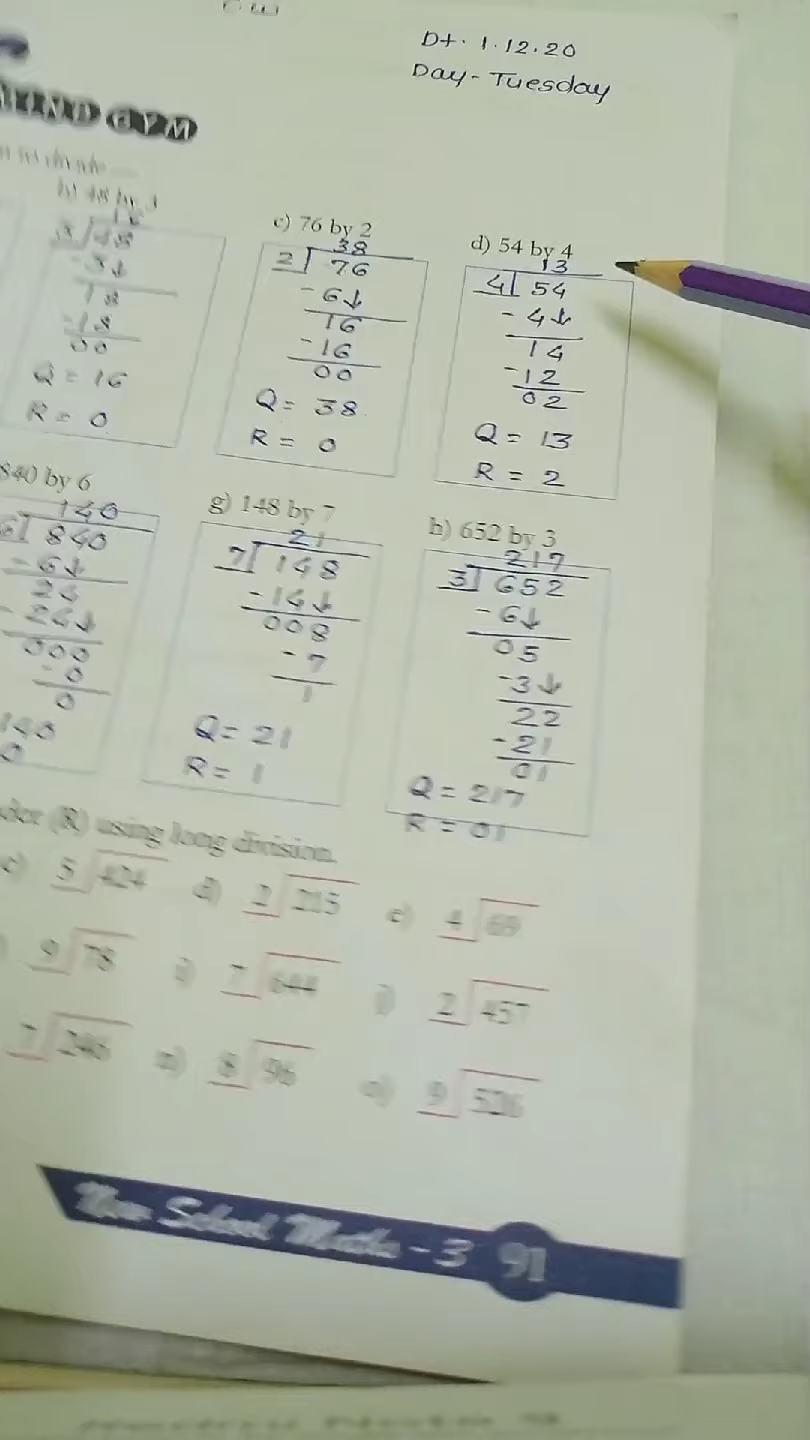 Dt. 1.12.20
Day - Tuesday
MIND GYM
b) 48 by 3
16
3 48
- 3↓
18
- 18
00
Q = 16
R = 0
c) 76 by 2
38
2 76
- 6↓
16
- 16
00
Q = 38
R = 0
d) 54 by 4
13
4 54
- 4↓
14
- 12
02
Q = 13
R = 2
840 by 6
140
6 840
- 6↓
24
- 24↓
000
- 0
0
140
0
g) 148 by 7
21
7 148
- 14↓
008
- 7
1
Q = 21
R = 1
h) 652 by 3
217
3 652
- 6↓
05
- 3↓
22
- 21
01
Q = 217
R = 01
(R) using long division.
c) 5 424 d) 2 215 e) 4 69
9 78 i) 7 644 j) 2 457
7 246 n) 8 96 o) 9 526
New School Maths - 3 91